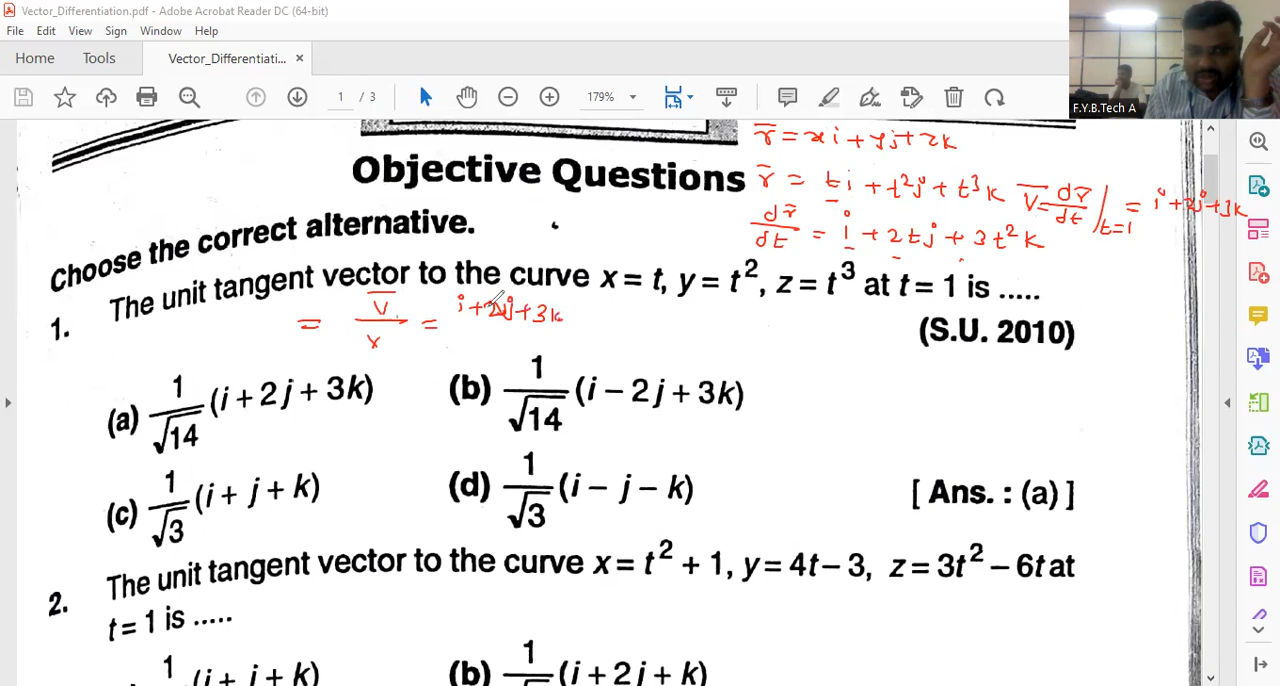 Vector_Differentiation.pdf - Adobe Acrobat Reader DC (64-bit)
File Edit View Sign Window Help
Home Tools Vector_Differentiati... ×
1 / 3 179%
F.Y.B.Tech A
r̄ = xi + yj + zk
Objective Questions
r̄ = ti + t²j + t³k
V̄ = dr̄/dt |t=1 = i + 2j + 3k
dr̄/dt = i + 2tj + 3t²k
Choose the correct alternative.
1. The unit tangent vector to the curve x = t, y = t², z = t³ at t = 1 is .....
= V̄/v = i + 2j + 3k
(S.U. 2010)
(a) 1/√14 (i + 2j + 3k) (b) 1/√14 (i − 2j + 3k)
(c) 1/√3 (i + j + k) (d) 1/√3 (i − j − k) [ Ans. : (a) ]
2. The unit tangent vector to the curve x = t² + 1, y = 4t − 3, z = 3t² − 6t at
t = 1 is .....
1 (i + j + k) (b) 1 (i + 2j + k)